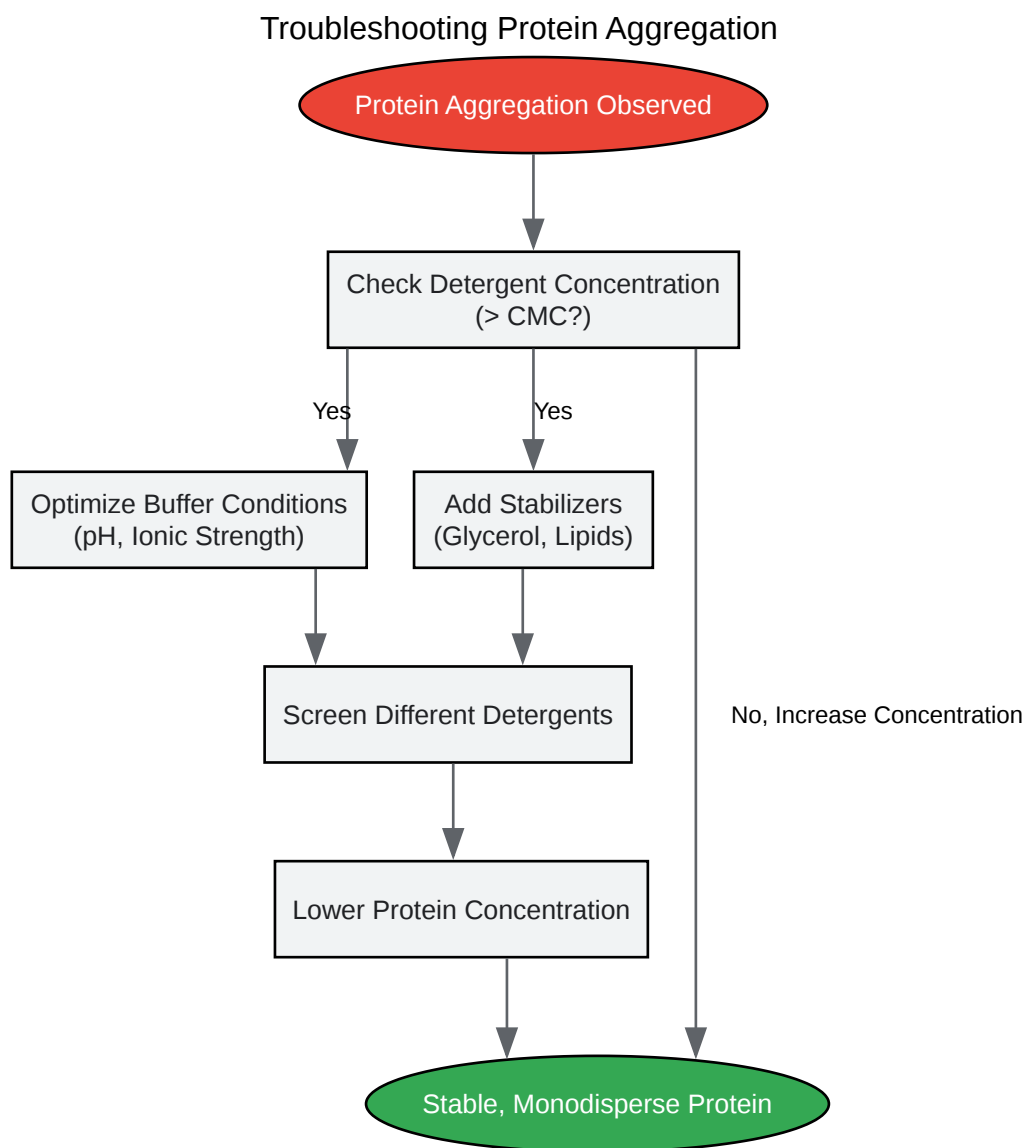 Troubleshooting Protein Aggregation
Protein Aggregation Observed
Check Detergent Concentration
(> CMC?)
Yes
Yes
Optimize Buffer Conditions
(pH, Ionic Strength)
Add Stabilizers
(Glycerol, Lipids)
Screen Different Detergents
No, Increase Concentration
Lower Protein Concentration
Stable, Monodisperse Protein